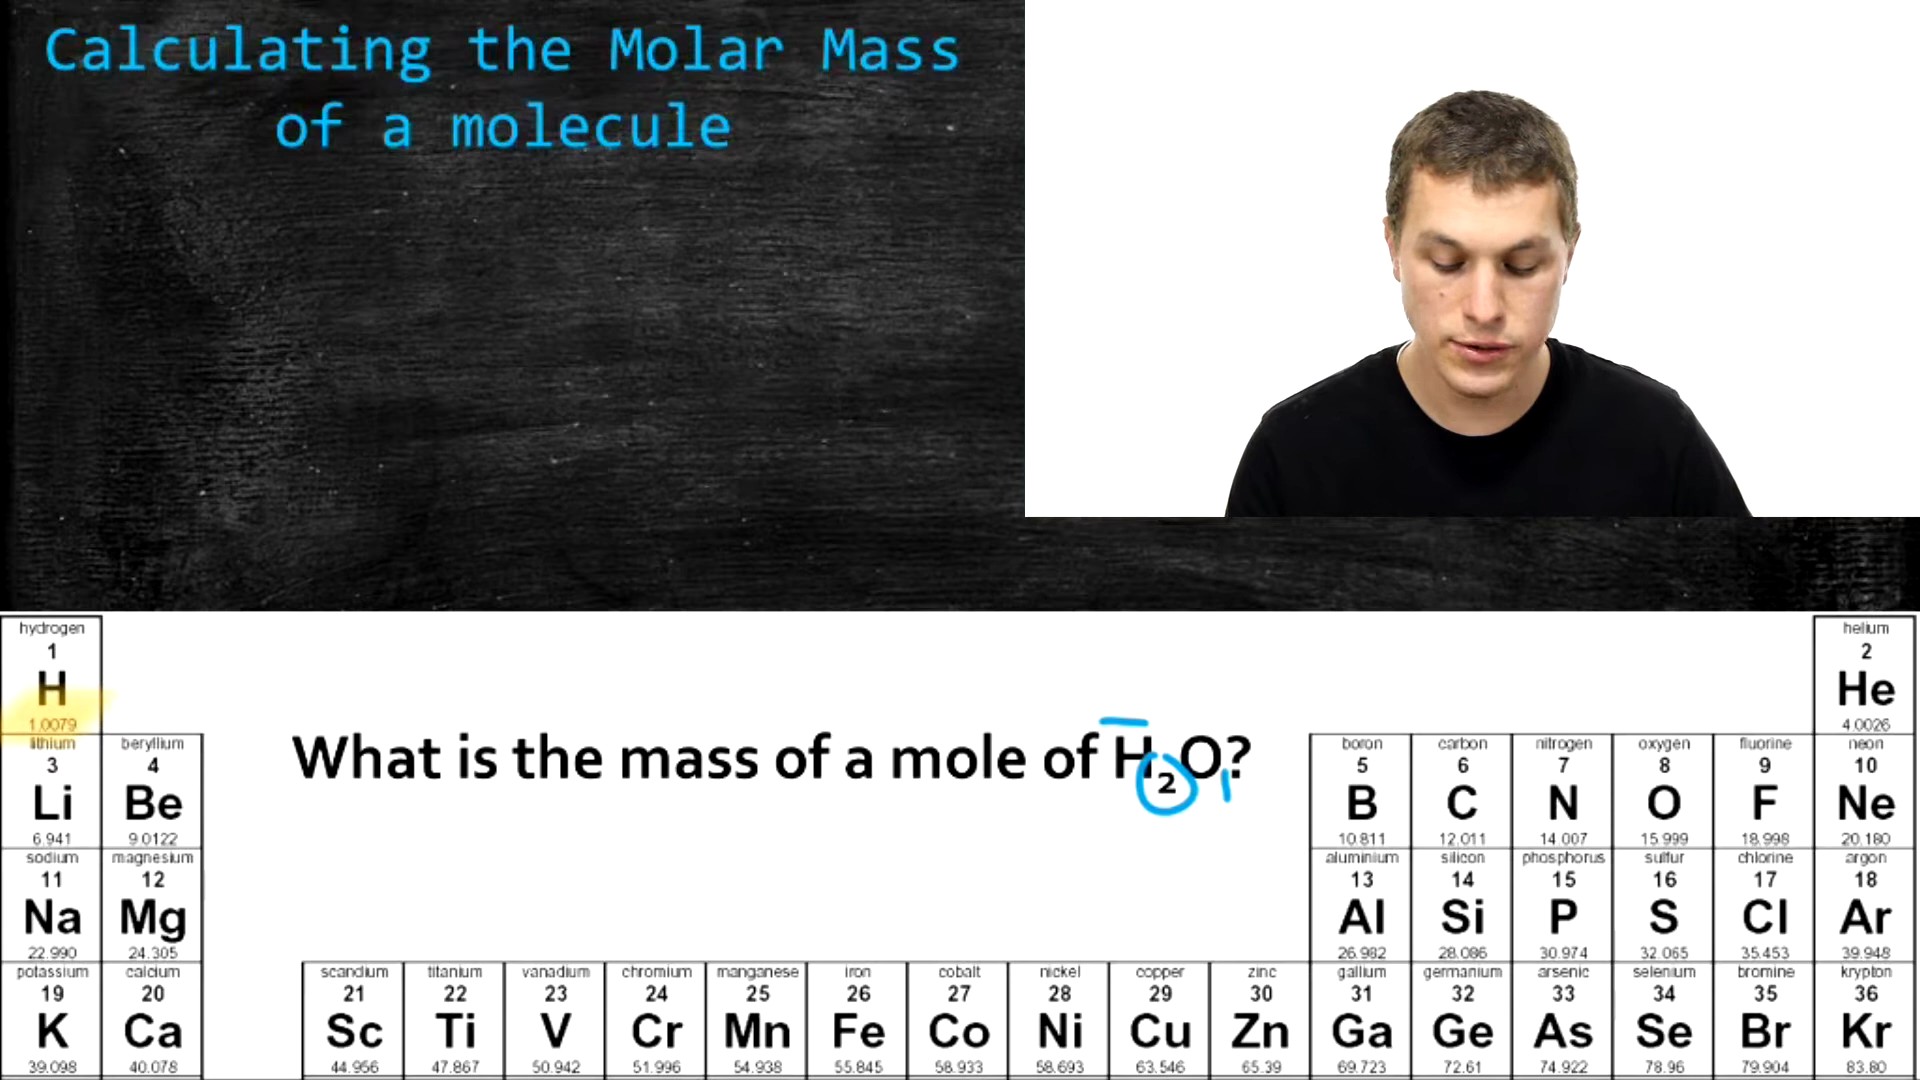 Calculating the Molar Mass
of a molecule
hydrogen
1
H
1.0079
helium
2
He
4.0026
What is the mass of a mole of H₂O₁?
lithium
3
Li
6.941
beryllium
4
Be
9.0122
boron
5
B
10.811
carbon
6
C
12.011
nitrogen
7
N
14.007
oxygen
8
O
15.999
fluorine
9
F
18.998
neon
10
Ne
20.180
sodium
11
Na
22.990
magnesium
12
Mg
24.305
aluminium
13
Al
26.982
silicon
14
Si
28.086
phosphorus
15
P
30.974
sulfur
16
S
32.065
chlorine
17
Cl
35.453
argon
18
Ar
39.948
potassium
19
K
39.098
calcium
20
Ca
40.078
scandium
21
Sc
44.956
titanium
22
Ti
47.867
vanadium
23
V
50.942
chromium
24
Cr
51.996
manganese
25
Mn
54.938
iron
26
Fe
55.845
cobalt
27
Co
58.933
nickel
28
Ni
58.693
copper
29
Cu
63.546
zinc
30
Zn
65.39
gallium
31
Ga
69.723
germanium
32
Ge
72.61
arsenic
33
As
74.922
selenium
34
Se
78.96
bromine
35
Br
79.904
krypton
36
Kr
83.80